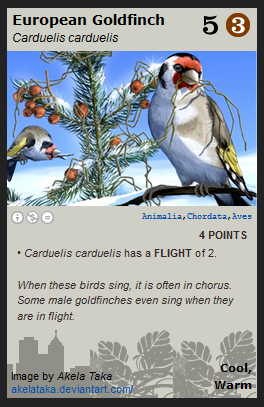 European Goldfinch
Carduelis carduelis
5 3
Animalia,Chordata,Aves
4 POINTS
• Carduelis carduelis has a FLIGHT of 2.
When these birds sing, it is often in chorus.
Some male goldfinches even sing when they
are in flight.
Cool,
Warm
Image by Akela Taka
akelataka.deviantart.com/